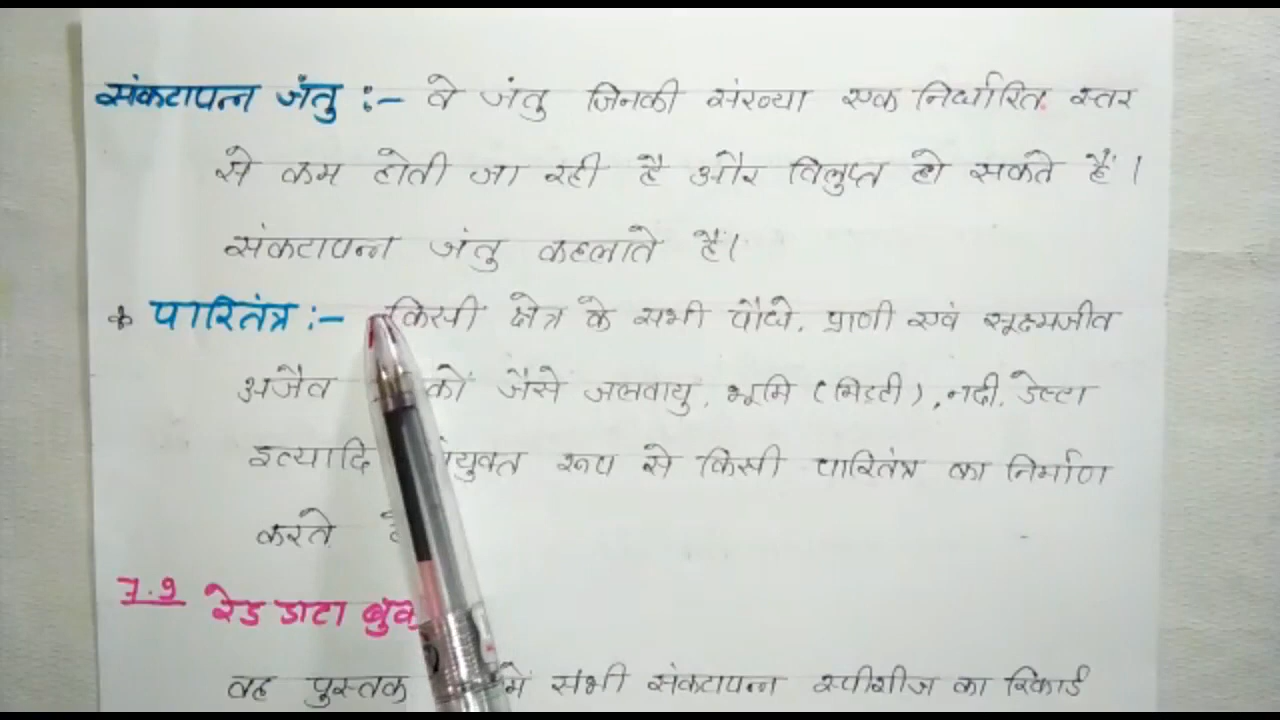 संकटापन्न जंतु :- वे जंतु जिनकी संख्या एक निर्धारित स्तर
से कम होती जा रही है और विलुप्त हो सकते हैं।
संकटापन्न जंतु कहलाते हैं।
* पारितंत्र :- किसी क्षेत्र के सभी पौधे, प्राणी एवं सूक्ष्मजीव
अजैव कों जैसे जलवायु, भूमि (मिट्टी), नदी, डेल्टा
इत्यादि संयुक्त रूप से किसी पारितंत्र का निर्माण
करते
7.9 रेड डाटा बुक
वह पुस्तक में सभी संकटापन्न स्पीशीज का रिकार्ड